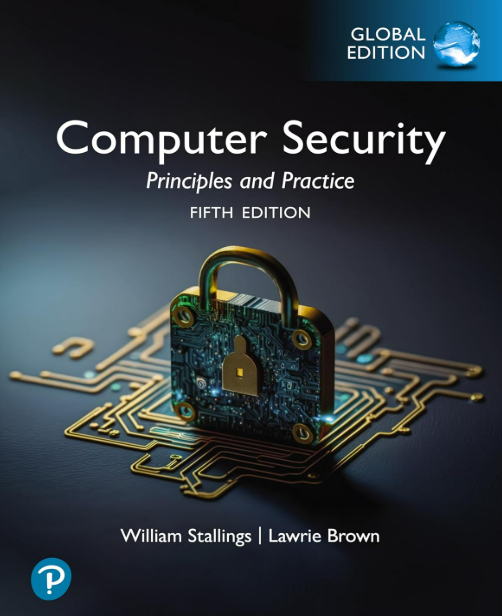 GLOBAL
EDITION
Computer Security
Principles and Practice
FIFTH EDITION
William Stallings | Lawrie Brown
P